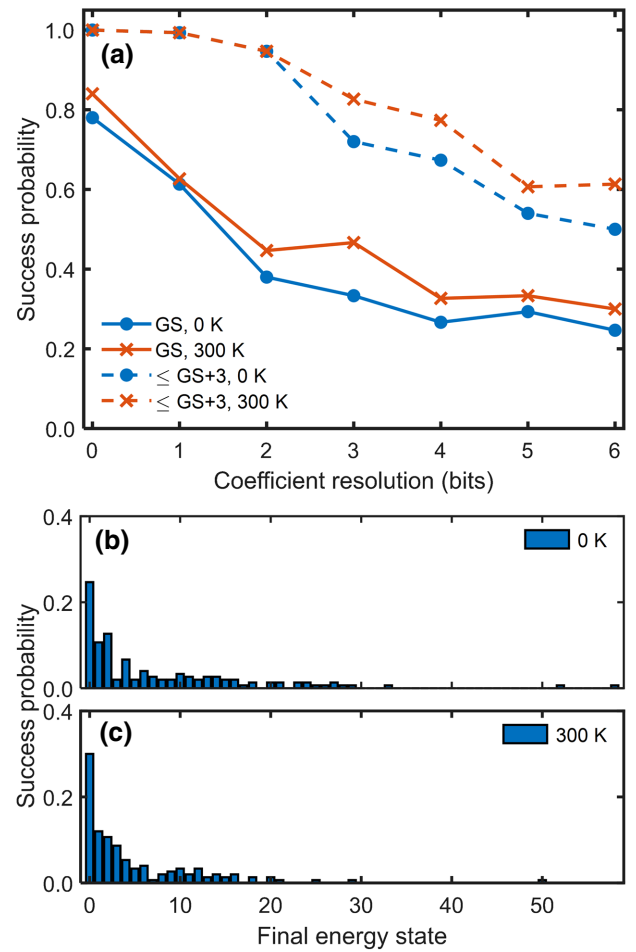 1.0
(a)
0.8
0.6
0.4
0.2
0.0
Success probability
GS, 0 K
GS, 300 K
≤ GS+3, 0 K
≤ GS+3, 300 K
0 1 2 3 4 5 6
Coefficient resolution (bits)
0.4
(b)
0 K
0.2
0.0
Success probability
0.4
(c)
300 K
0.2
0.0
0 10 20 30 40 50
Final energy state